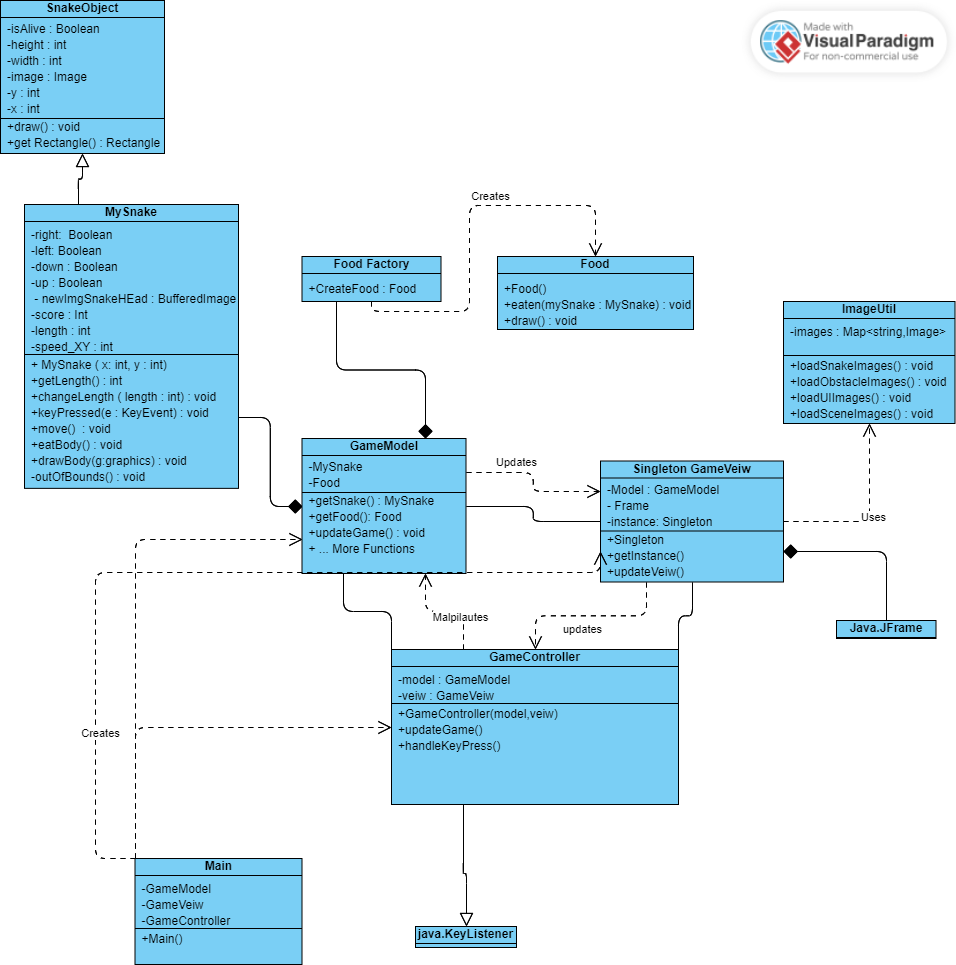 SnakeObject
-isAlive : Boolean
-height : int
-width : int
-image : Image
-y : int
-x : int
+draw() : void
+get Rectangle() : Rectangle
Made with
Visual Paradigm
For non-commercial use
MySnake
-right:  Boolean
-left: Boolean
-down : Boolean
-up : Boolean
- newImgSnakeHEad : BufferedImage
-score : Int
-length : int
-speed_XY : int
+ MySnake ( x: int, y : int)
+getLength() : int
+changeLength ( length : int) : void
+keyPressed(e : KeyEvent) : void
+move()  : void
+eatBody() : void
+drawBody(g:graphics) : void
-outOfBounds() : void
Creates
Food Factory
+CreateFood : Food
Food
+Food()
+eaten(mySnake : MySnake) : void
+draw() : void
ImageUtil
-images : Map<string,Image>
+loadSnakeImages() : void
+loadObstacleImages() : void
+loadUIImages() : void
+loadSceneImages() : void
GameModel
-MySnake
-Food
+getSnake() : MySnake
+getFood(): Food
+updateGame() : void
+ ... More Functions
Updates
Singleton GameVeiw
-Model : GameModel
- Frame
-instance: Singleton
+Singleton
+getInstance()
+updateVeiw()
Uses
Java.JFrame
Malpilautes
updates
GameController
-model : GameModel
-veiw : GameVeiw
+GameController(model,veiw)
+updateGame()
+handleKeyPress()
Creates
Main
-GameModel
-GameVeiw
-GameController
+Main()
java.KeyListener